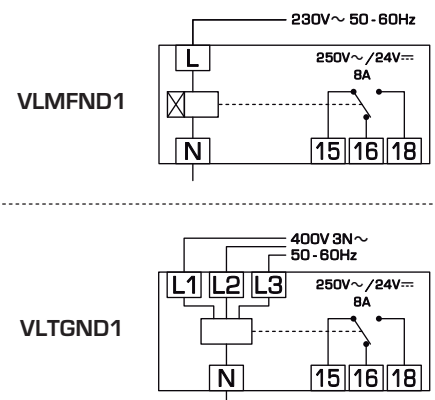 230V~ 50-60Hz
L
250V~/24V⎓
8A
VLMFND1
N
15 16 18
400V 3N~
50-60Hz
L1 L2 L3
250V~/24V⎓
8A
VLTGND1
N
15 16 18